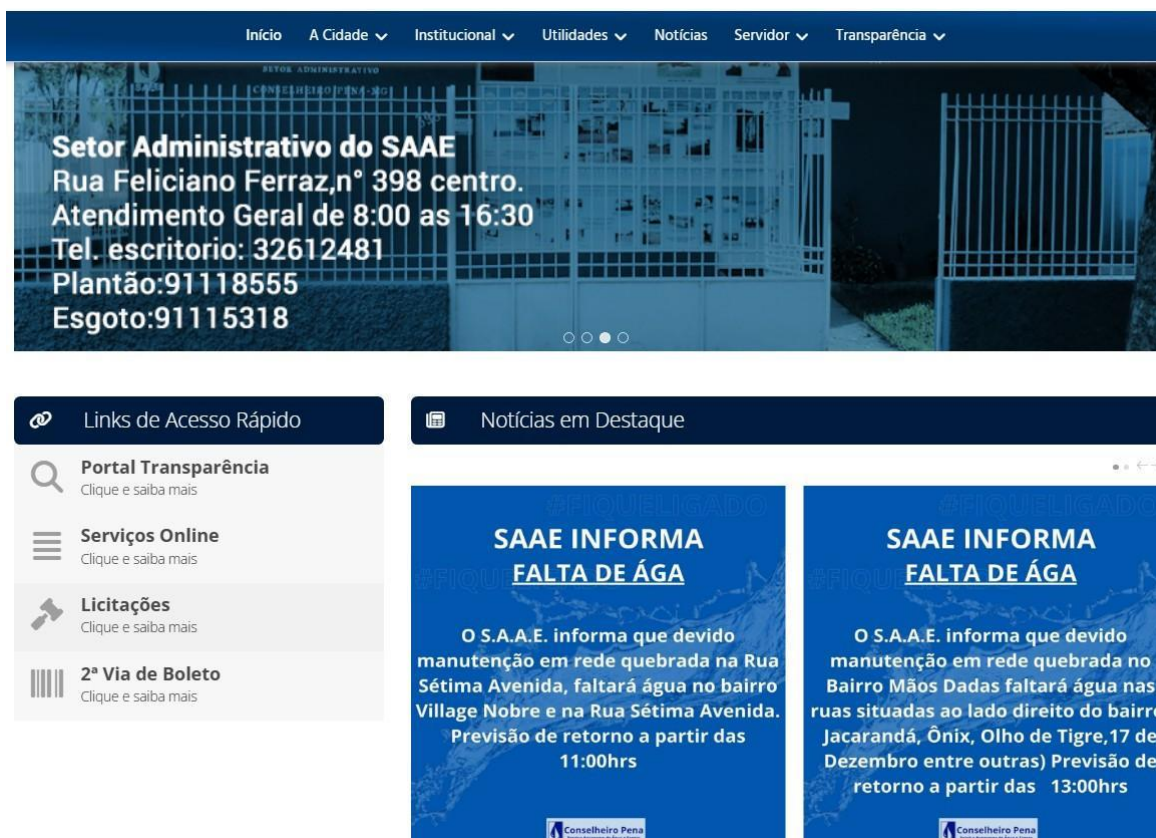 Início A Cidade Institucional Utilidades Notícias Servidor Transparência
SETOR ADMINISTRATIVO
CONSELHEIRO PENA-MG
Setor Administrativo do SAAE
Rua Feliciano Ferraz,n° 398 centro.
Atendimento Geral de 8:00 as 16:30
Tel. escritorio: 32612481
Plantão:91118555
Esgoto:91115318
Links de Acesso Rápido
Portal Transparência
Clique e saiba mais
Serviços Online
Clique e saiba mais
Licitações
Clique e saiba mais
2ª Via de Boleto
Clique e saiba mais
Notícias em Destaque
#FIQUELIGADO
SAAE INFORMA
FALTA DE ÁGA
O S.A.A.E. informa que devido
manutenção em rede quebrada na Rua
Sétima Avenida, faltará água no bairro
Village Nobre e na Rua Sétima Avenida.
Previsão de retorno a partir das
11:00hrs
Conselheiro Pena
#FIQUELIGADO
SAAE INFORMA
FALTA DE ÁGA
O S.A.A.E. informa que devido
manutenção em rede quebrada no
Bairro Mãos Dadas faltará água nas
ruas situadas ao lado direito do bairro
Jacarandá, Ônix, Olho de Tigre,17 de
Dezembro entre outras) Previsão de
retorno a partir das 13:00hrs
Conselheiro Pena